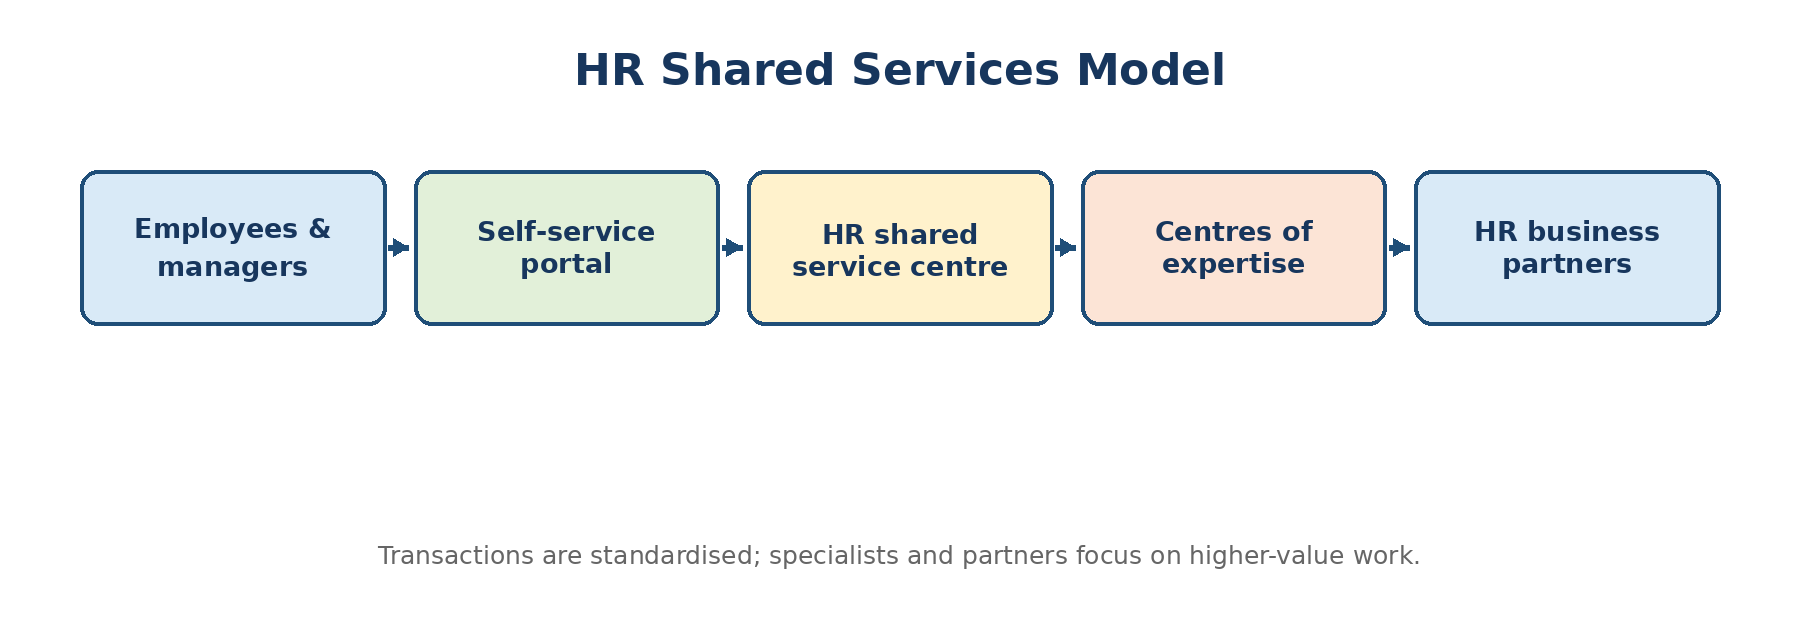 HR Shared Services Model
Employees &
managers
Self-service
portal
HR shared
service centre
Centres of
expertise
HR business
partners
Transactions are standardised; specialists and partners focus on higher-value work.